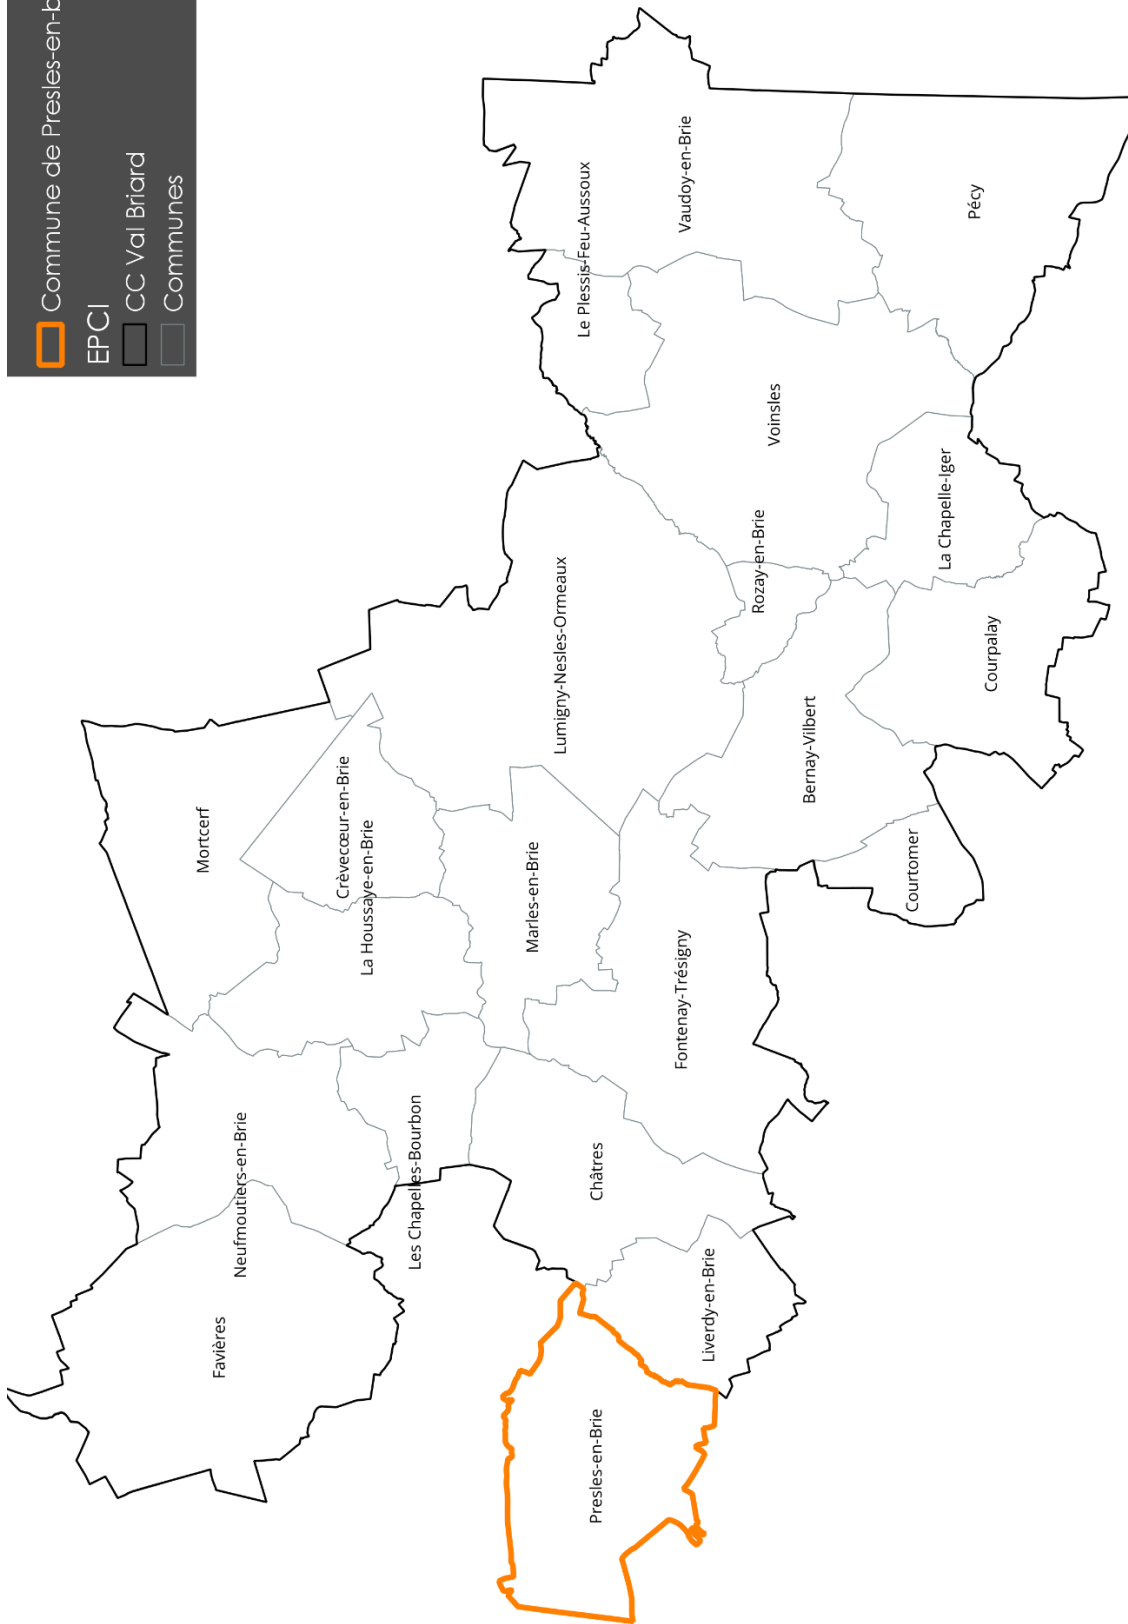 Commune de Presles-en-b
EPCI
CC Val Briard
Communes
Mortcerf
Crèvecœur-en-Brie
La Houssaye-en-Brie
Neufmoutiers-en-Brie
Favières
Les Chapelles-Bourbon
Marles-en-Brie
Lumigny-Nesles-Ormeaux
Le Plessis-Feu-Aussoux
Vaudoy-en-Brie
Pécy
Voinsles
Rozay-en-Brie
La Chapelle-Iger
Courpalay
Bernay-Vilbert
Courtomer
Fontenay-Trésigny
Châtres
Liverdy-en-Brie
Presles-en-Brie